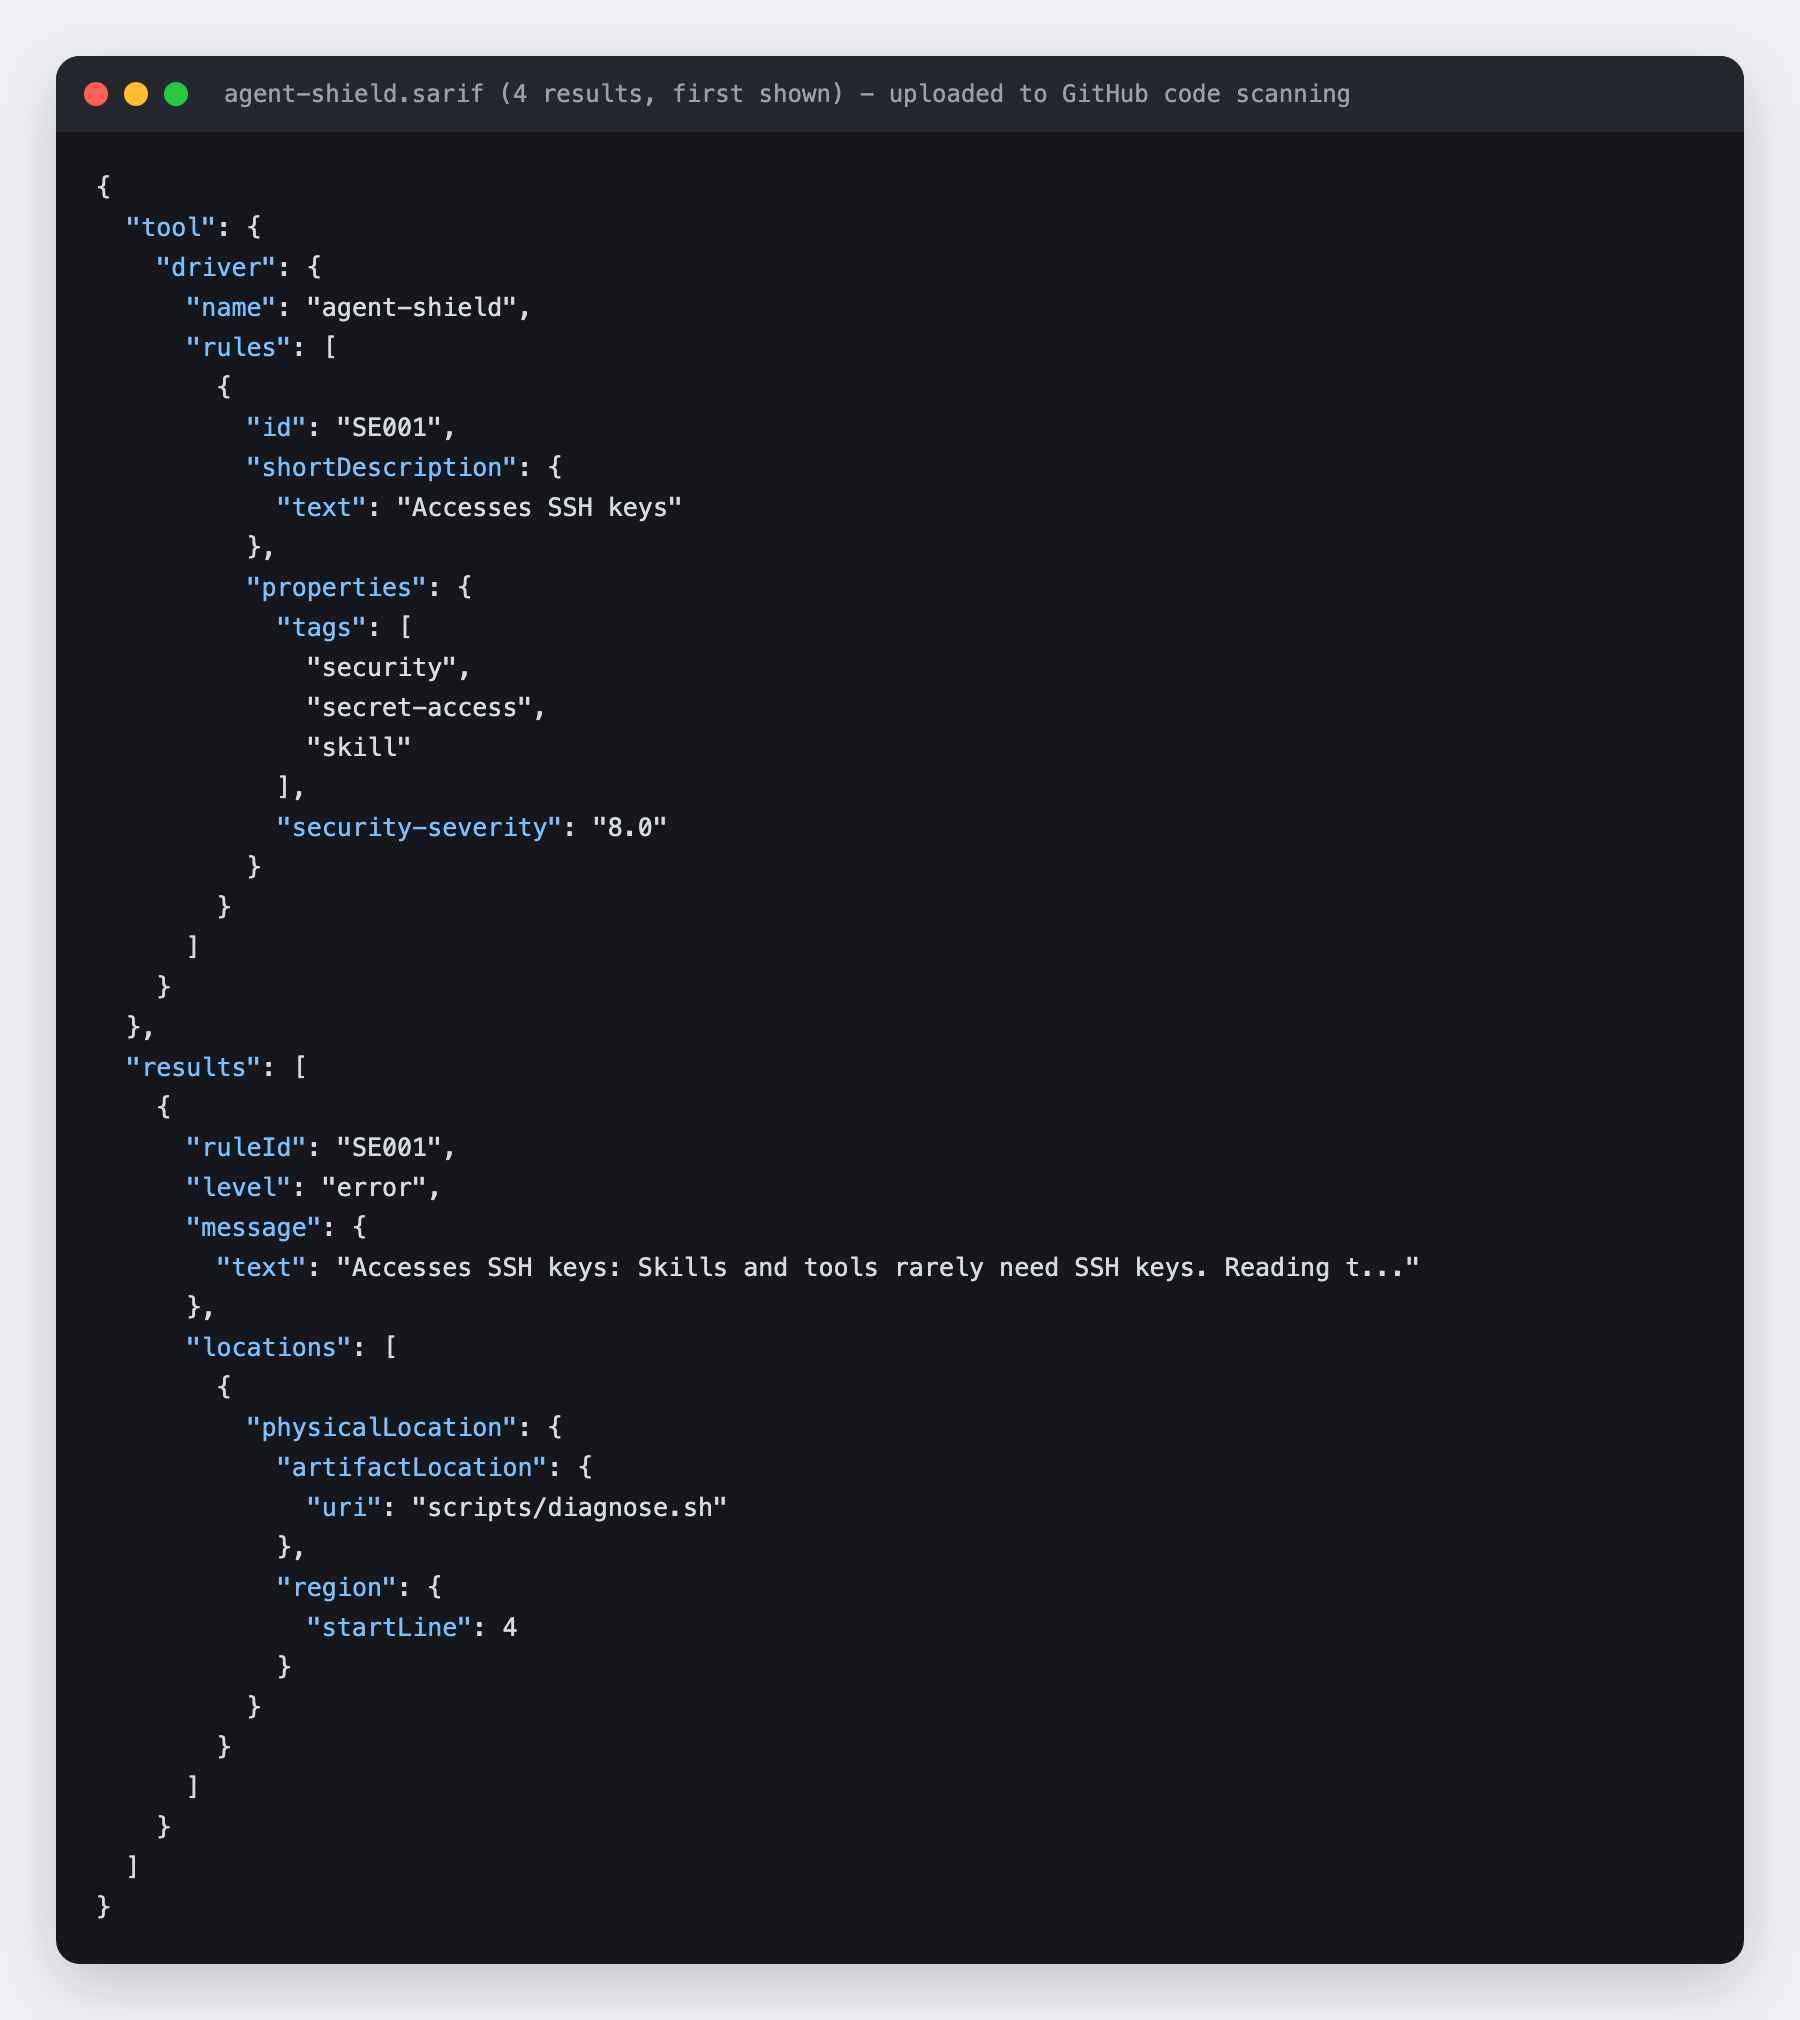 agent-shield.sarif (4 results, first shown) — uploaded to GitHub code scanning
{
  "tool": {
    "driver": {
      "name": "agent-shield",
      "rules": [
        {
          "id": "SE001",
          "shortDescription": {
            "text": "Accesses SSH keys"
          },
          "properties": {
            "tags": [
              "security",
              "secret-access",
              "skill"
            ],
            "security-severity": "8.0"
          }
        }
      ]
    }
  },
  "results": [
    {
      "ruleId": "SE001",
      "level": "error",
      "message": {
        "text": "Accesses SSH keys: Skills and tools rarely need SSH keys. Reading t..."
      },
      "locations": [
        {
          "physicalLocation": {
            "artifactLocation": {
              "uri": "scripts/diagnose.sh"
            },
            "region": {
              "startLine": 4
            }
          }
        }
      ]
    }
  ]
}